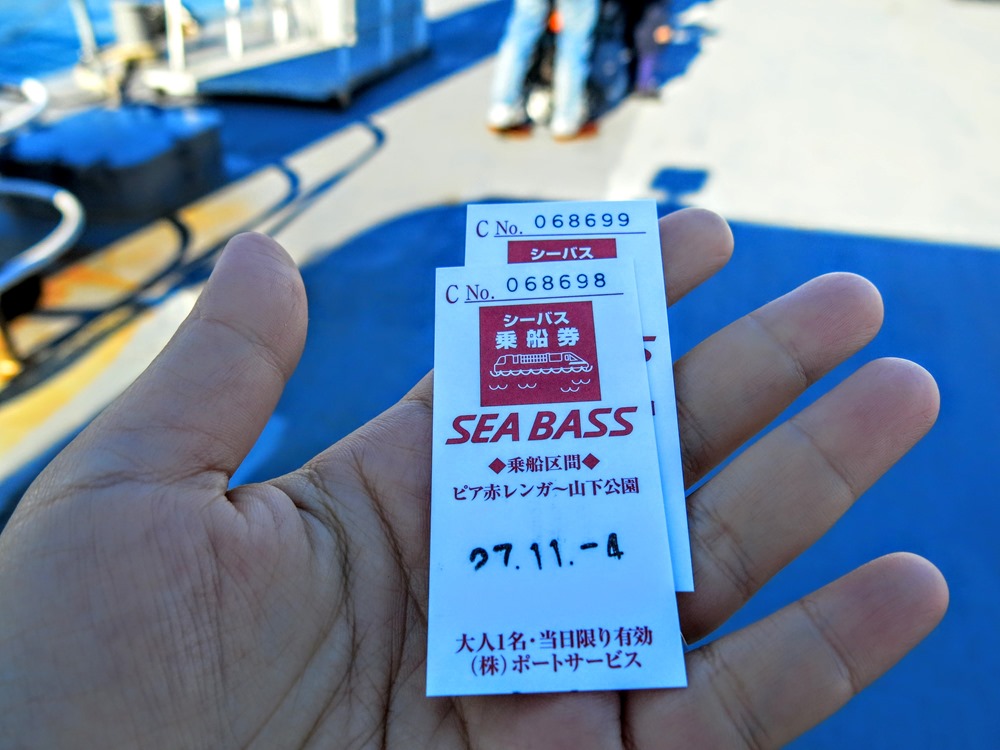 C No. 068699
シーバス
C No. 068698
シーバス
乗船券
SEA BASS
◆乗船区間◆
ピア赤レンガ〜山下公園
27.11.-4
大人1名・当日限り有効
(株)ポートサービス